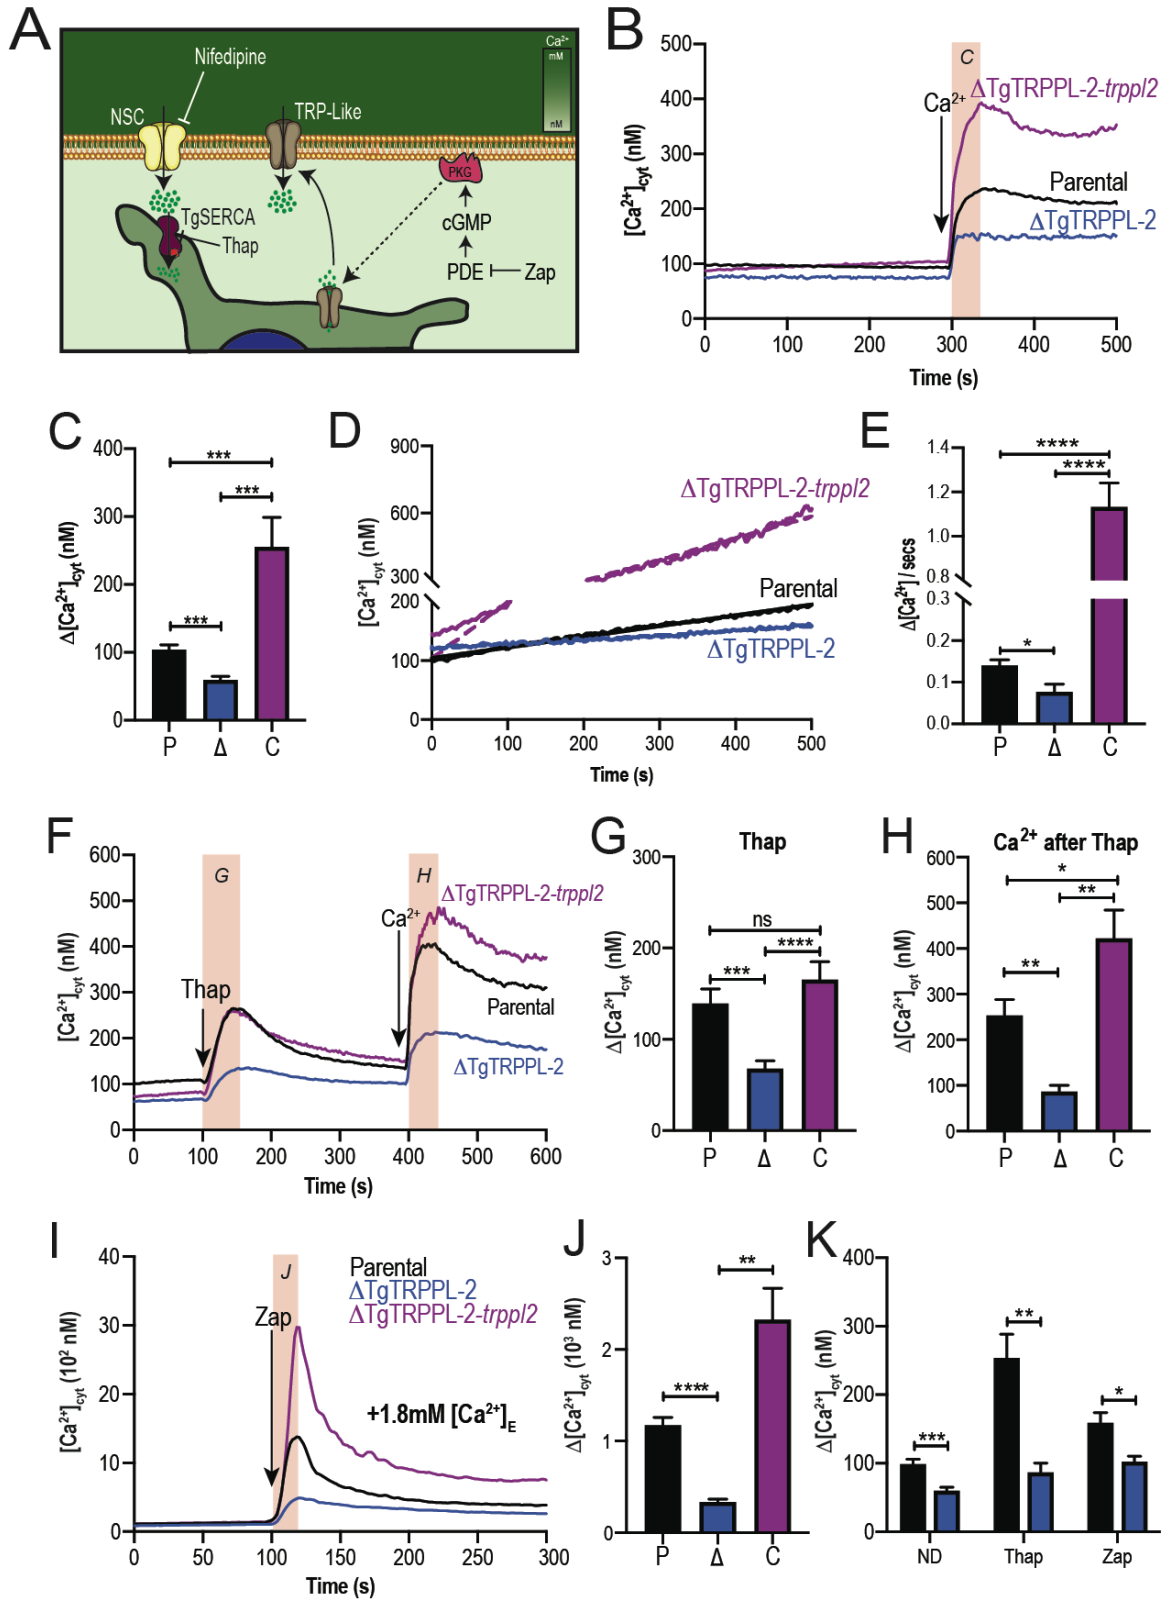 A
Ca²⁺
mM
nM
Nifedipine
NSC
TRP-Like
PKG
TgSERCA
Thap
cGMP
PDE
Zap
B
500
400
300
200
100
0
[Ca²⁺]cyt (nM)
C
Ca²⁺
ΔTgTRPPL-2-trppl2
Parental
ΔTgTRPPL-2
0 100 200 300 400 500
Time (s)
C
400
300
200
100
0
Δ[Ca²⁺]cyt (nM)
***
***
***
P Δ C
D
900
600
300
200
100
0
[Ca²⁺]cyt (nM)
ΔTgTRPPL-2-trppl2
Parental
ΔTgTRPPL-2
0 100 200 300 400 500
Time (s)
E
1.4
1.2
1.0
0.8
0.3
0.2
0.1
0.0
Δ[Ca²⁺] / secs
****
****
*
P Δ C
F
600
500
400
300
200
100
0
[Ca²⁺]cyt (nM)
G
H
Thap
Ca²⁺
ΔTgTRPPL-2-trppl2
Parental
ΔTgTRPPL-2
0 100 200 300 400 500 600
Time (s)
G
Thap
300
200
100
0
Δ[Ca²⁺]cyt (nM)
ns
****
***
P Δ C
H
Ca²⁺ after Thap
600
500
400
300
200
100
0
Δ[Ca²⁺]cyt (nM)
*
**
**
P Δ C
I
40
30
20
10
0
[Ca²⁺]cyt (10² nM)
J
Zap
Parental
ΔTgTRPPL-2
ΔTgTRPPL-2-trppl2
+1.8mM [Ca²⁺]E
0 50 100 150 200 250 300
Time (s)
J
3
2
1
0
Δ[Ca²⁺]cyt (10³ nM)
**
****
P Δ C
K
400
300
200
100
0
Δ[Ca²⁺]cyt (nM)
***
**
*
ND Thap Zap